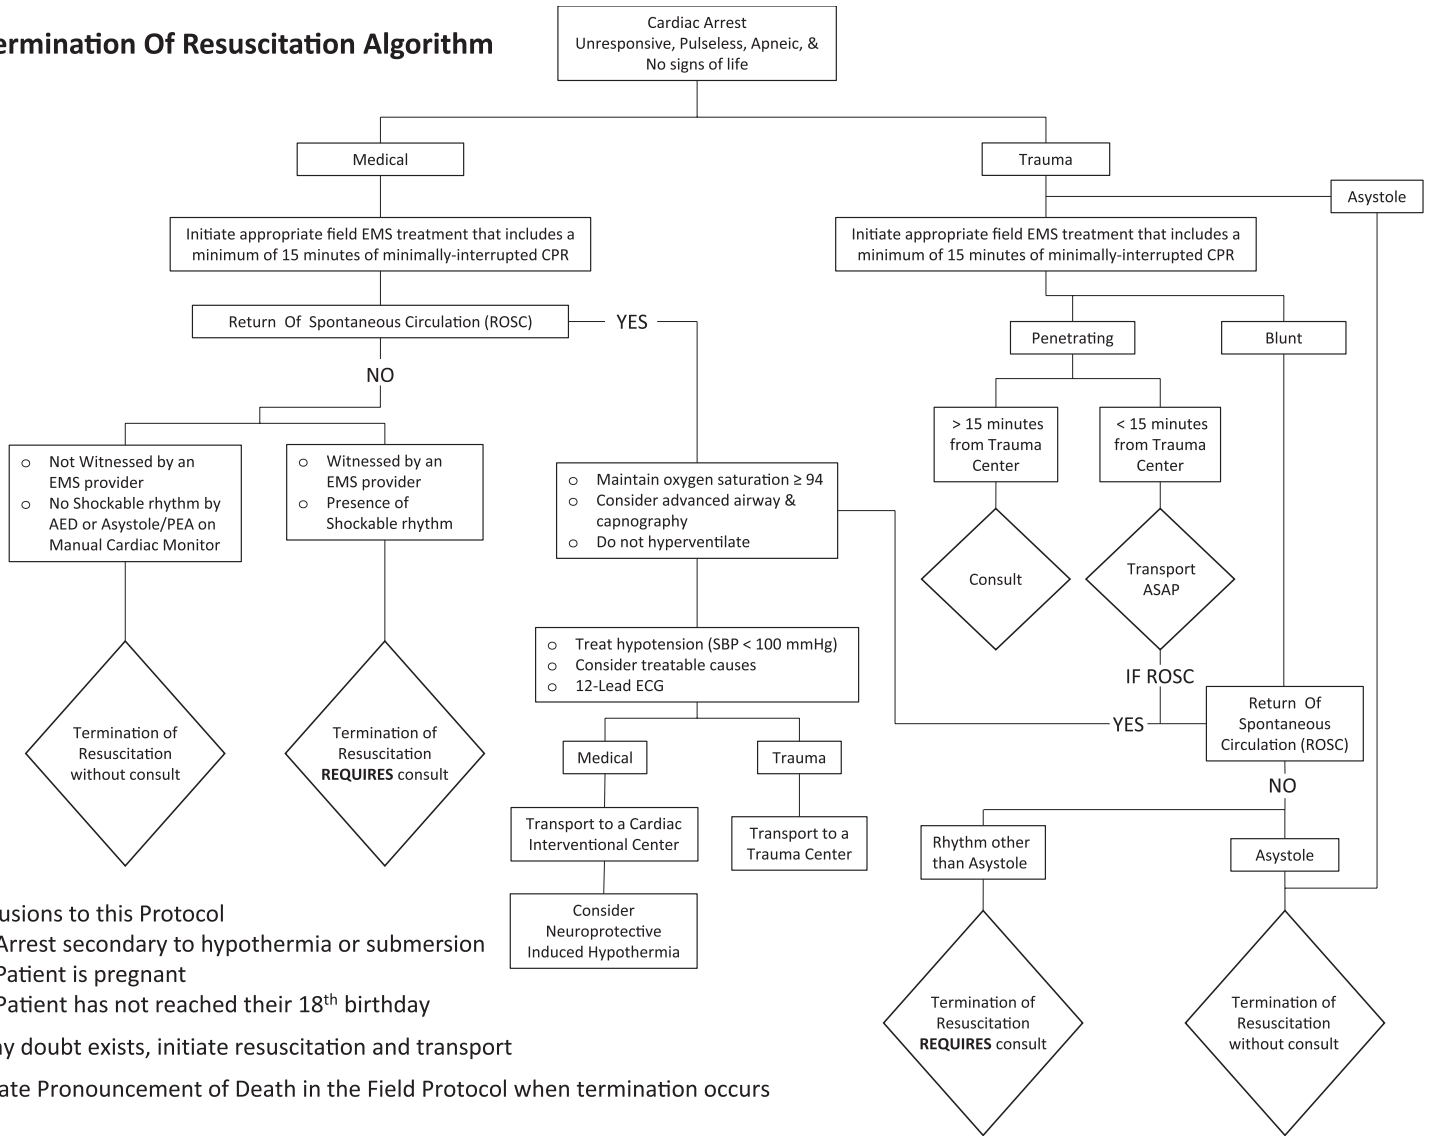 ermination Of Resuscitation Algorithm
Cardiac Arrest
Unresponsive, Pulseless, Apneic, &
No signs of life
Medical
Trauma
Asystole
Initiate appropriate field EMS treatment that includes a
minimum of 15 minutes of minimally-interrupted CPR
Initiate appropriate field EMS treatment that includes a
minimum of 15 minutes of minimally-interrupted CPR
Return Of Spontaneous Circulation (ROSC)
YES
NO
Penetrating
Blunt
> 15 minutes
from Trauma
Center
< 15 minutes
from Trauma
Center
o Not Witnessed by an
EMS provider
o No Shockable rhythm by
AED or Asystole/PEA on
Manual Cardiac Monitor
o Witnessed by an
EMS provider
o Presence of
Shockable rhythm
o Maintain oxygen saturation ≥ 94
o Consider advanced airway &
capnography
o Do not hyperventilate
Consult
Transport
ASAP
o Treat hypotension (SBP < 100 mmHg)
o Consider treatable causes
o 12-Lead ECG
IF ROSC
YES
Return Of
Spontaneous
Circulation (ROSC)
NO
Termination of
Resuscitation
without consult
Termination of
Resuscitation
REQUIRES consult
Medical
Trauma
Transport to a Cardiac
Interventional Center
Transport to a
Trauma Center
Consider
Neuroprotective
Induced Hypothermia
Rhythm other
than Asystole
Asystole
Termination of
Resuscitation
REQUIRES consult
Termination of
Resuscitation
without consult
usions to this Protocol
Arrest secondary to hypothermia or submersion
Patient is pregnant
Patient has not reached their 18th birthday
ny doubt exists, initiate resuscitation and transport
ate Pronouncement of Death in the Field Protocol when termination occurs